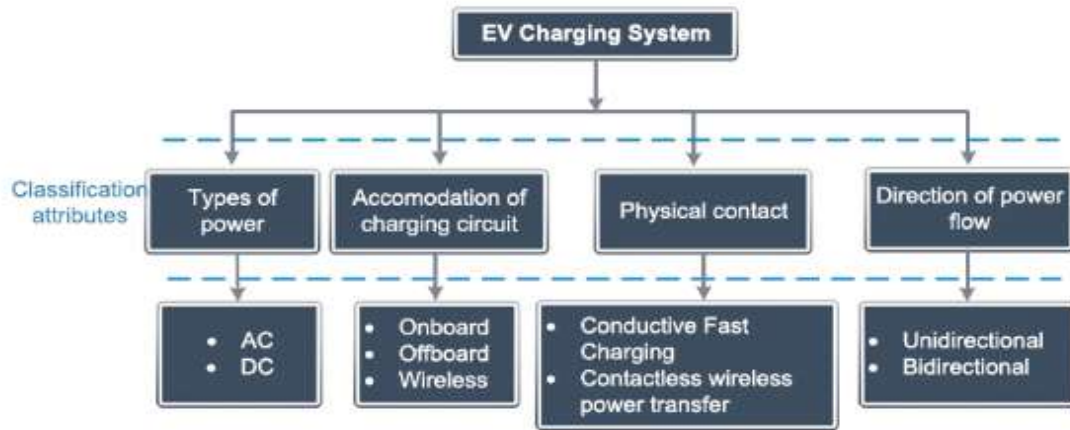 EV Charging System
Classification
attributes
Types of
power
Accomodation of
charging circuit
Physical contact
Direction of power
flow
• AC
• DC
• Onboard
• Offboard
• Wireless
• Conductive Fast
Charging
• Contactless wireless
power transfer
• Unidirectional
• Bidirectional